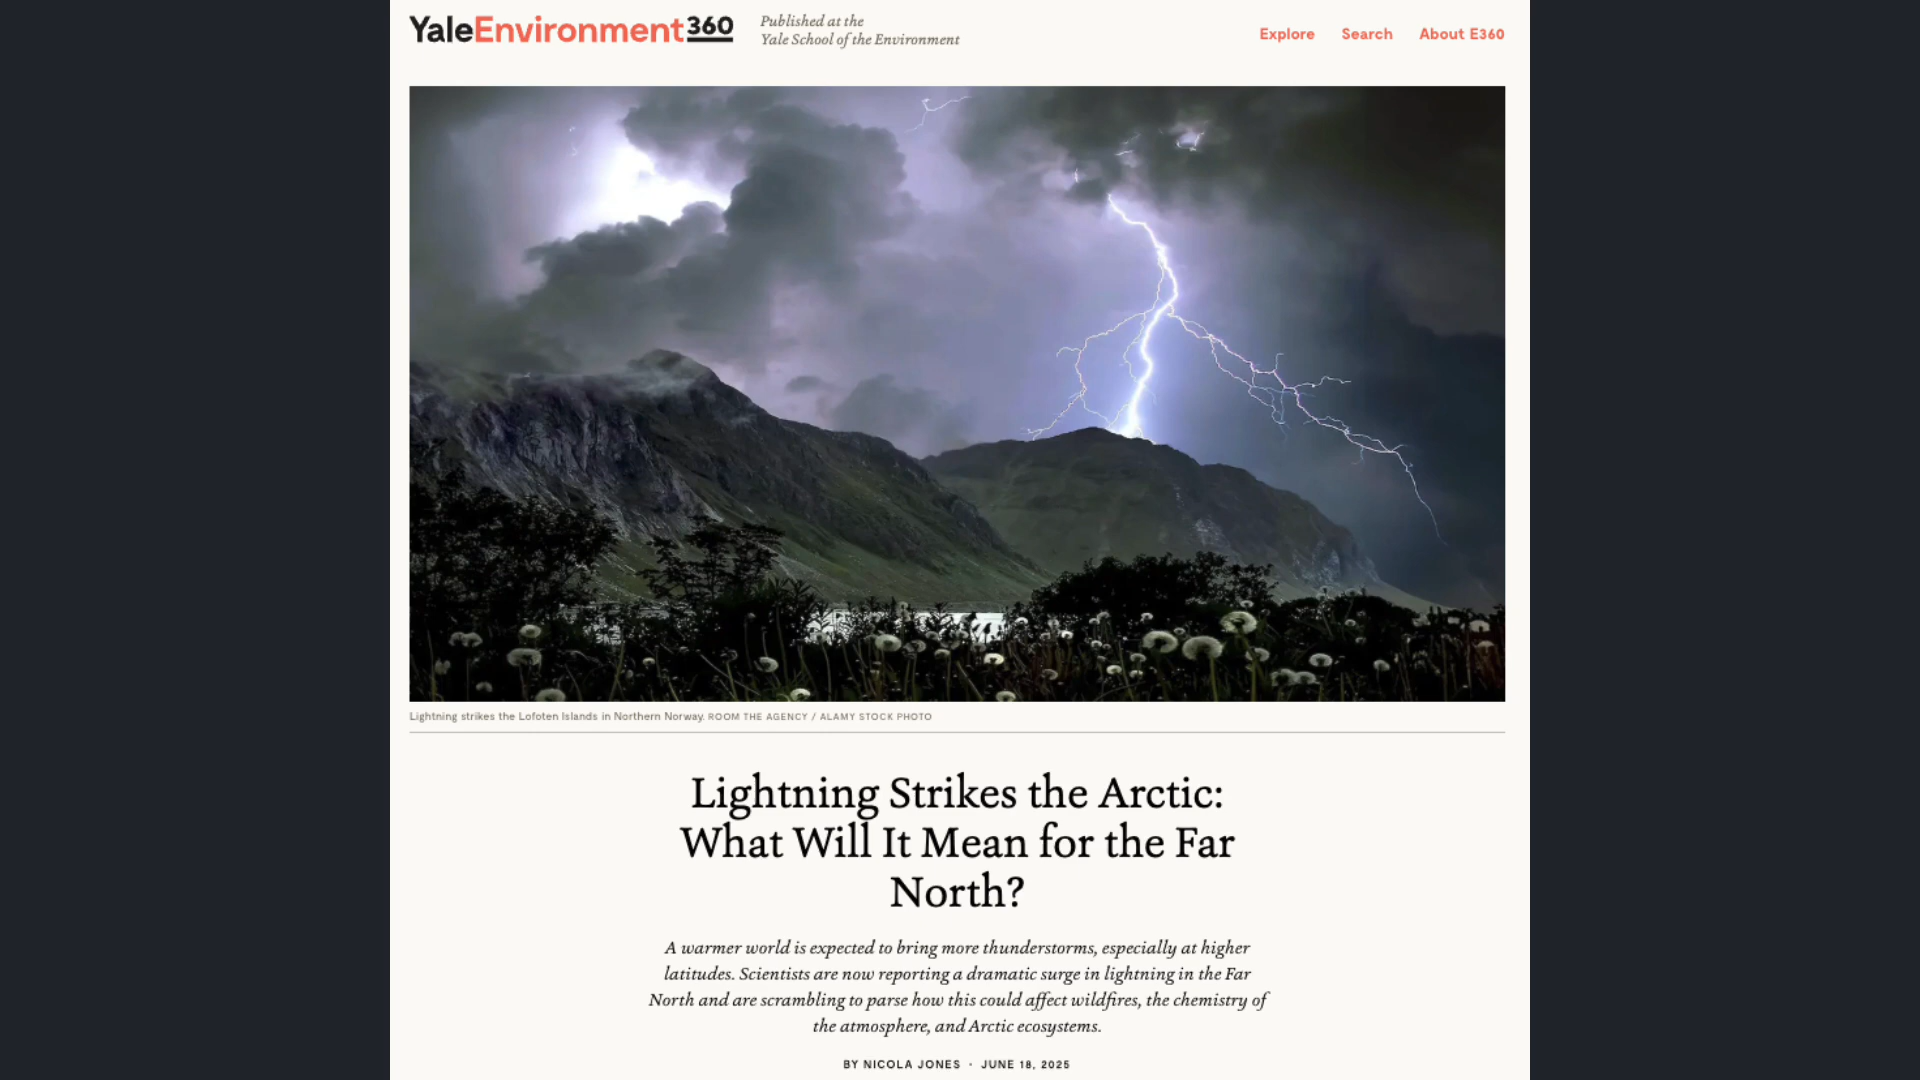 YaleEnvironment360
Published at the
Yale School of the Environment
Explore Search About E360
Lightning strikes the Lofoten Islands in Northern Norway. ROOM THE AGENCY / ALAMY STOCK PHOTO
Lightning Strikes the Arctic:
What Will It Mean for the Far
North?
A warmer world is expected to bring more thunderstorms, especially at higher
latitudes. Scientists are now reporting a dramatic surge in lightning in the Far
North and are scrambling to parse how this could affect wildfires, the chemistry of
the atmosphere, and Arctic ecosystems.
BY NICOLA JONES · JUNE 18, 2025